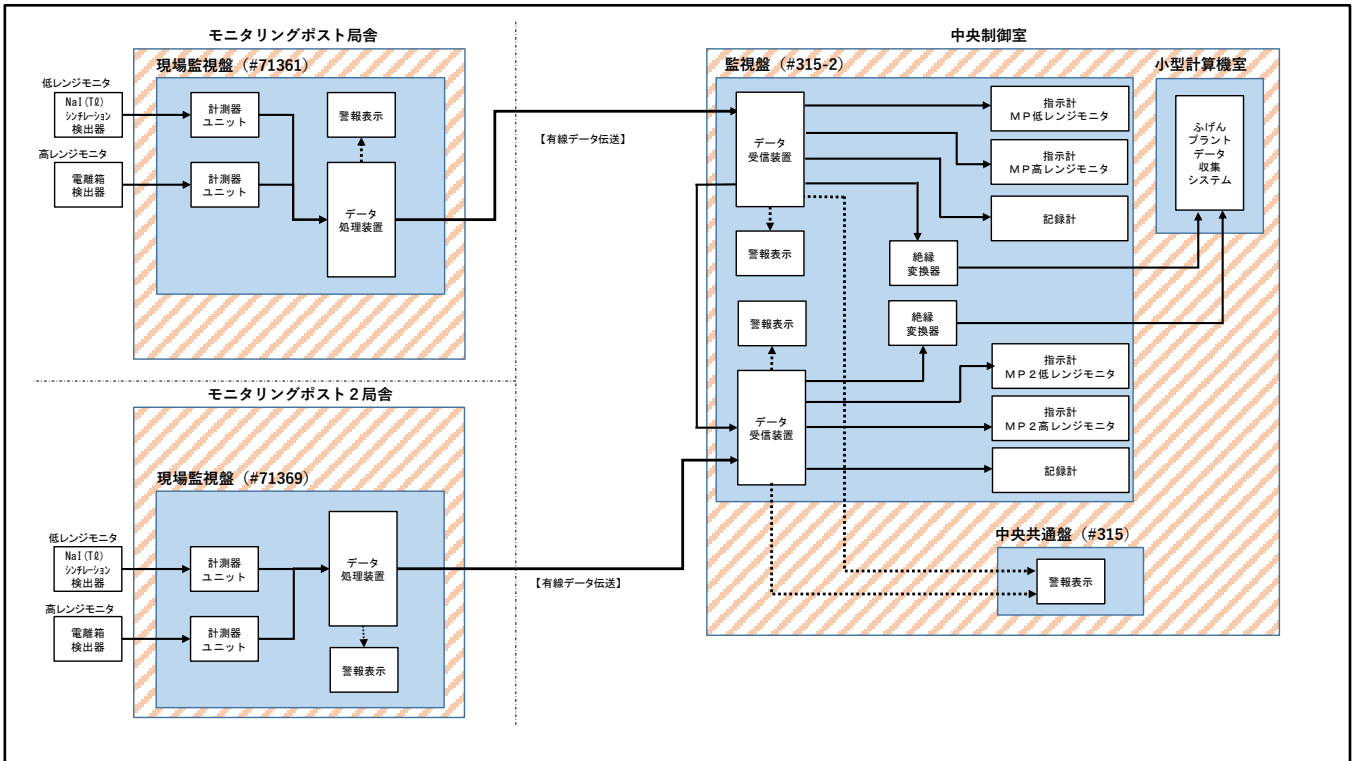 モニタリングポスト局舎
現場監視盤（#71361）
低レンジモニタ
NaI(Tℓ)
シンチレーション
検出器
計測器
ユニット
警報表示
高レンジモニタ
電離箱
検出器
計測器
ユニット
データ
処理装置
【有線データ伝送】
モニタリングポスト２局舎
現場監視盤（#71369）
低レンジモニタ
NaI(Tℓ)
シンチレーション
検出器
計測器
ユニット
データ
処理装置
高レンジモニタ
電離箱
検出器
計測器
ユニット
警報表示
【有線データ伝送】
中央制御室
監視盤（#315-2）
データ
受信装置
指示計
ＭＰ低レンジモニタ
指示計
ＭＰ高レンジモニタ
記録計
警報表示
絶縁
変換器
警報表示
絶縁
変換器
データ
受信装置
指示計
ＭＰ２低レンジモニタ
指示計
ＭＰ２高レンジモニタ
記録計
小型計算機室
ふげん
プラント
データ
収集
システム
中央共通盤（#315）
警報表示